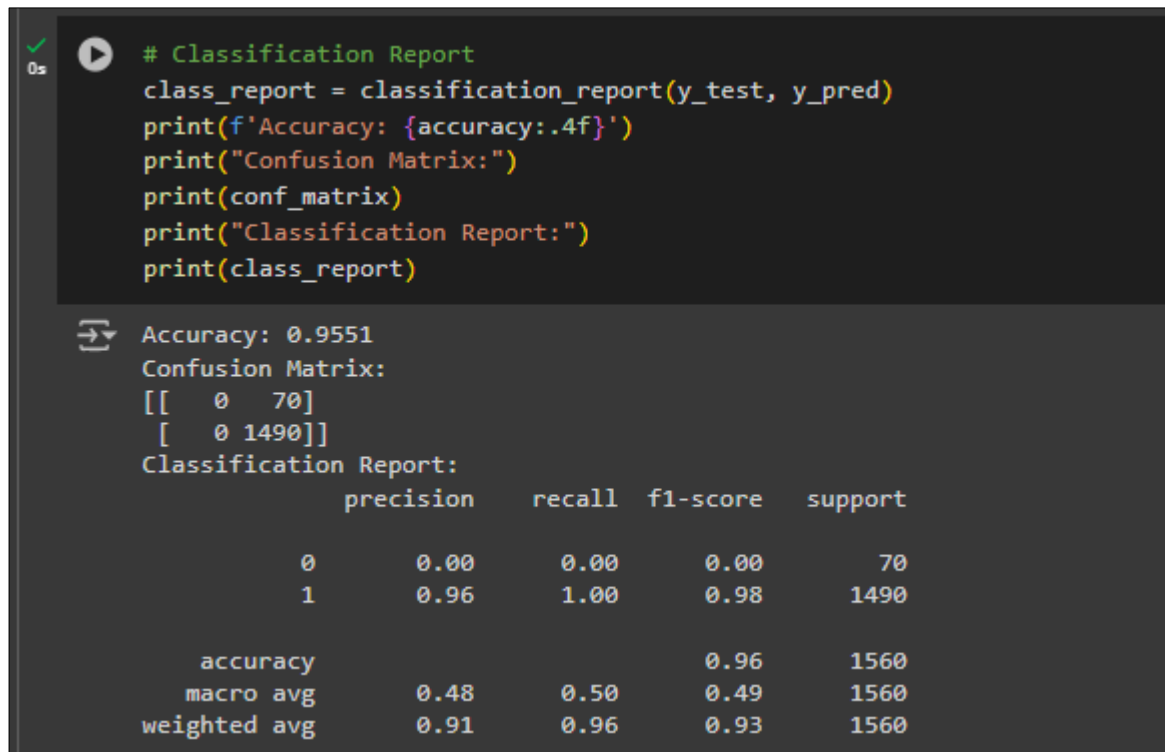 0s
# Classification Report
class_report = classification_report(y_test, y_pred)
print(f'Accuracy: {accuracy:.4f}')
print("Confusion Matrix:")
print(conf_matrix)
print("Classification Report:")
print(class_report)
Accuracy: 0.9551
Confusion Matrix:
[[   0   70]
 [   0 1490]]
Classification Report:
              precision    recall  f1-score   support

           0       0.00      0.00      0.00        70
           1       0.96      1.00      0.98      1490

    accuracy                           0.96      1560
   macro avg       0.48      0.50      0.49      1560
weighted avg       0.91      0.96      0.93      1560